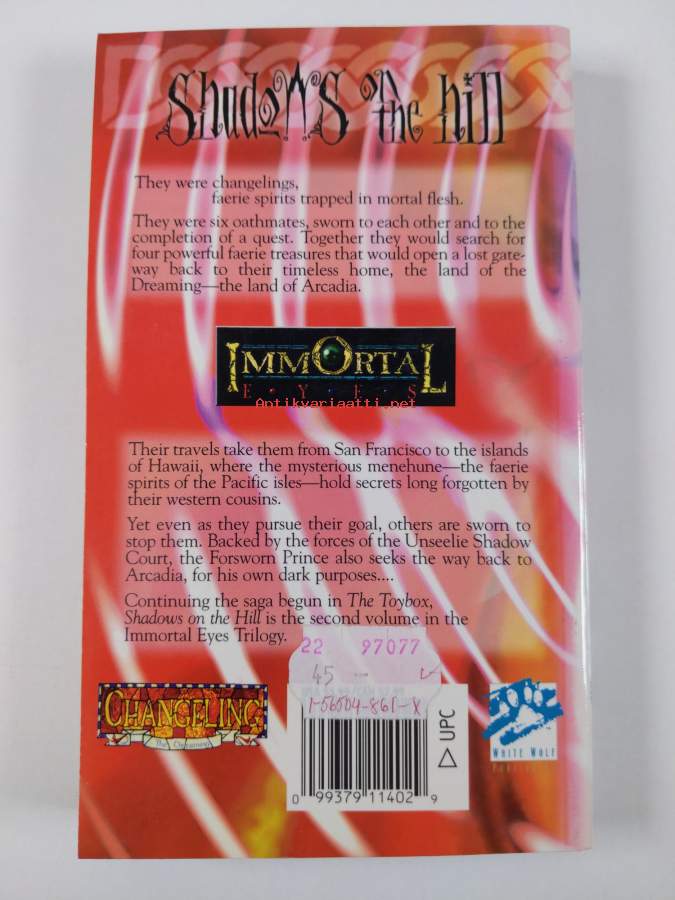 Shadows on the hill
They were changelings,
faerie spirits trapped in mortal flesh.
They were six oathmates, sworn to each other and to the
completion of a quest. Together they would search for
four powerful faerie treasures that would open a lost gate-
way back to their timeless home, the land of the
Dreaming—the land of Arcadia.
IMMORTAL
E•Y•E•S
Antikvariaatti.net
Their travels take them from San Francisco to the islands
of Hawaii, where the mysterious menehune—the faerie
spirits of the Pacific isles—hold secrets long forgotten by
their western cousins.
Yet even as they pursue their goal, others are sworn to
stop them. Backed by the forces of the Unseelie Shadow
Court, the Forsworn Prince also seeks the way back to
Arcadia, for his own dark purposes....
Continuing the saga begun in The Toybox,
Shadows on the Hill is the second volume in the
Immortal Eyes Trilogy.
22 97077
45
1-56504-861-X
CHANGELING
The Dreaming
UPC
0 99379 11402 9
WHITE WOLF